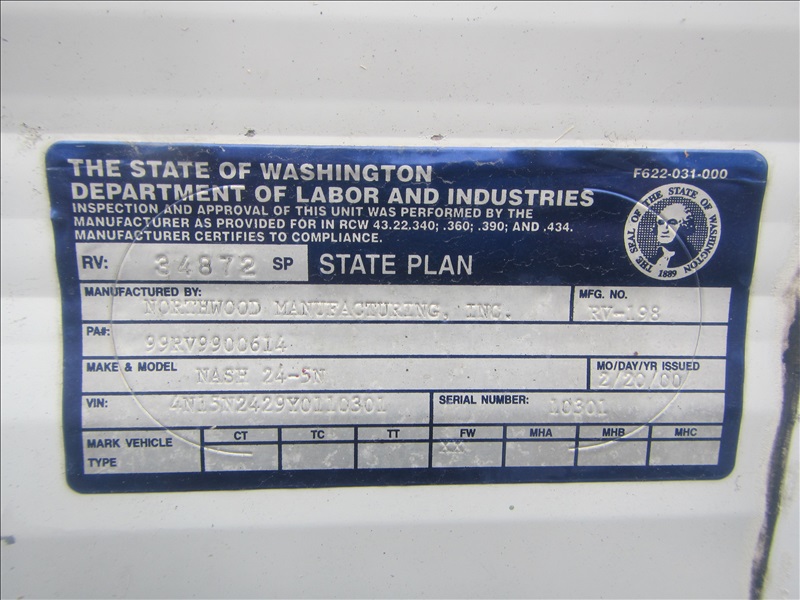 THE STATE OF WASHINGTON
DEPARTMENT OF LABOR AND INDUSTRIES
F622-031-000
INSPECTION AND APPROVAL OF THIS UNIT WAS PERFORMED BY THE
MANUFACTURER AS PROVIDED FOR IN RCW 43.22.340; .360; .390; AND .434.
MANUFACTURER CERTIFIES TO COMPLIANCE.
THE SEAL OF THE STATE OF WASHINGTON
1889
RV: 34872 SP STATE PLAN
MANUFACTURED BY: MFG. NO.
NORTHWOOD MANUFACTURING, INC. RV-198
PA#:
99RV9900614
MAKE & MODEL MO/DAY/YR ISSUED
NASH 24-5N 2/20/00
VIN: 4N15N2429Y0110301 SERIAL NUMBER: 10301
MARK VEHICLE TYPE CT TC TT FW MHA MHB MHC
XX